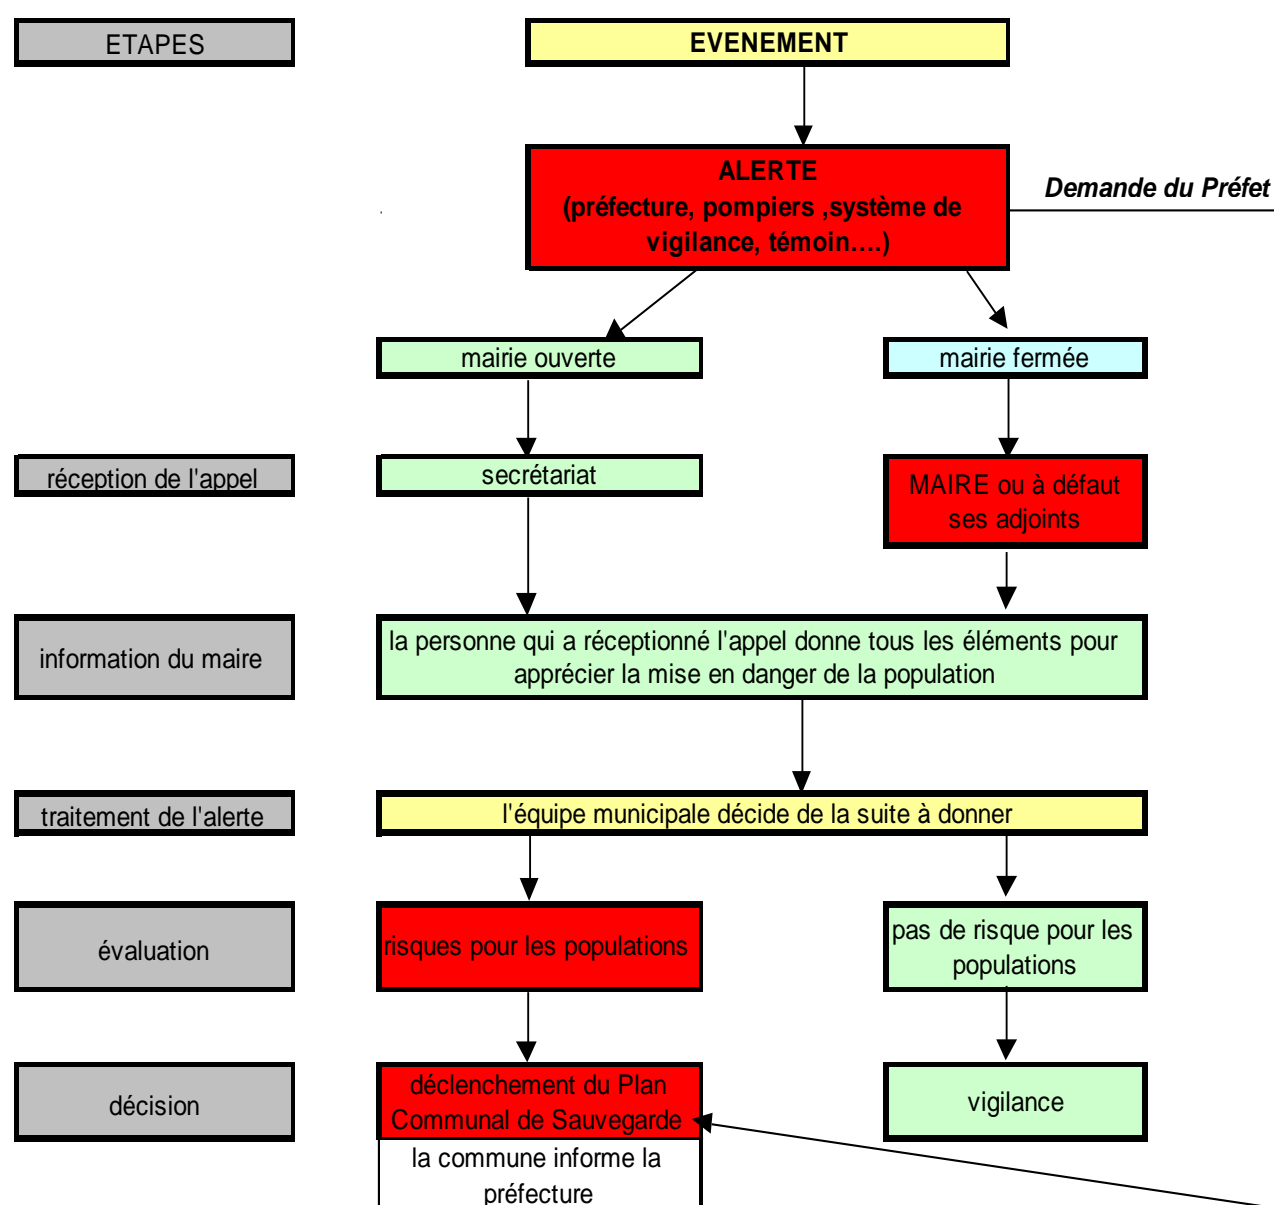 ETAPES
EVENEMENT
ALERTE
(préfecture, pompiers ,système de
vigilance, témoin….)
Demande du Préfet
mairie ouverte
mairie fermée
réception de l'appel
secrétariat
MAIRE ou à défaut
ses adjoints
information du maire
la personne qui a réceptionné l'appel donne tous les éléments pour
apprécier la mise en danger de la population
traitement de l'alerte
l'équipe municipale décide de la suite à donner
évaluation
risques pour les populations
pas de risque pour les
populations
décision
déclenchement du Plan
Communal de Sauvegarde
vigilance
la commune informe la
préfecture